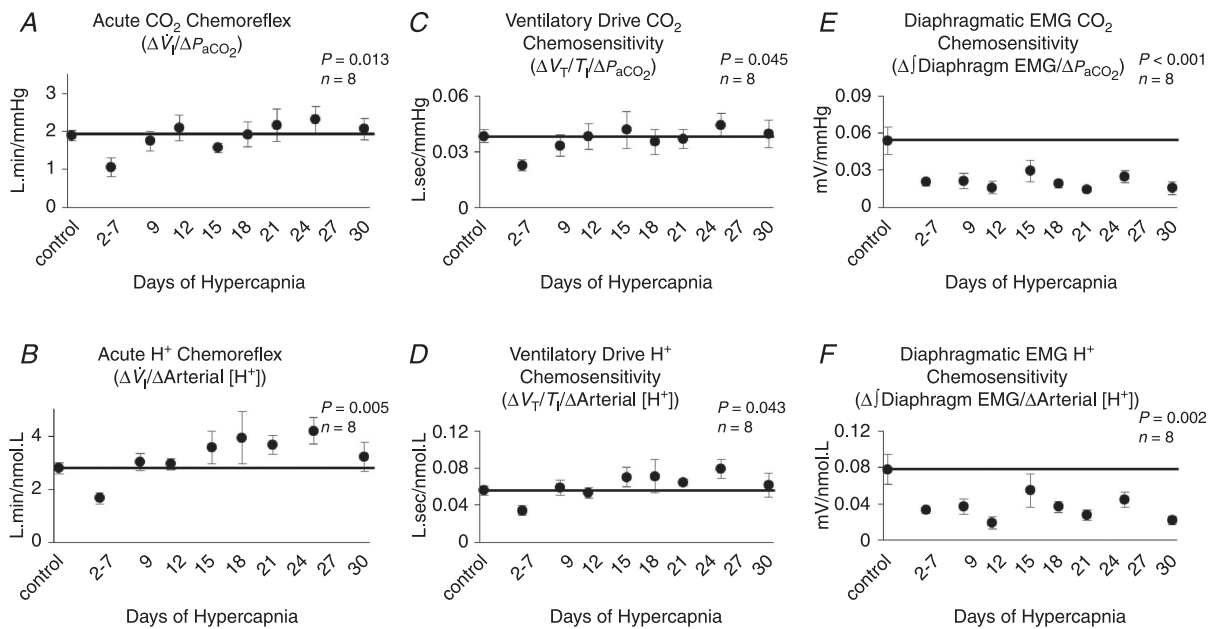 A
Acute CO₂ Chemoreflex
(ΔV̇I/ΔPaCO₂)
P = 0.013
n = 8
L.min/mmHg
3
2
1
0
control
2-7
9
12
15
18
21
24
27
30
Days of Hypercapnia
C
Ventilatory Drive CO₂
Chemosensitivity
(ΔVT/TI/ΔPaCO₂)
P = 0.045
n = 8
L.sec/mmHg
0.06
0.03
0
control
2-7
9
12
15
18
21
24
27
30
Days of Hypercapnia
E
Diaphragmatic EMG CO₂
Chemosensitivity
(Δ∫Diaphragm EMG/ΔPaCO₂)
P < 0.001
n = 8
mV/mmHg
0.09
0.06
0.03
0
control
2-7
9
12
15
18
21
24
27
30
Days of Hypercapnia
B
Acute H⁺ Chemoreflex
(ΔV̇I/ΔArterial [H⁺])
P = 0.005
n = 8
L.min/nmol.L
4
2
0
control
2-7
9
12
15
18
21
24
27
30
Days of Hypercapnia
D
Ventilatory Drive H⁺
Chemosensitivity
(ΔVT/TI/ΔArterial [H⁺])
P = 0.043
n = 8
L.sec/nmol.L
0.12
0.08
0.04
0
control
2-7
9
12
15
18
21
24
27
30
Days of Hypercapnia
F
Diaphragmatic EMG H⁺
Chemosensitivity
(Δ∫Diaphragm EMG/ΔArterial [H⁺])
P = 0.002
n = 8
mV/nmol.L
0.12
0.08
0.04
0
control
2-7
9
12
15
18
21
24
27
30
Days of Hypercapnia